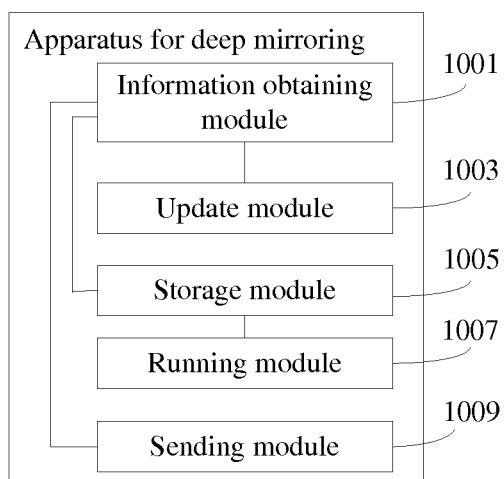 Apparatus for deep mirroring
Information obtaining
module
1001
Update module
1003
Storage module
1005
Running module
1007
Sending module
1009